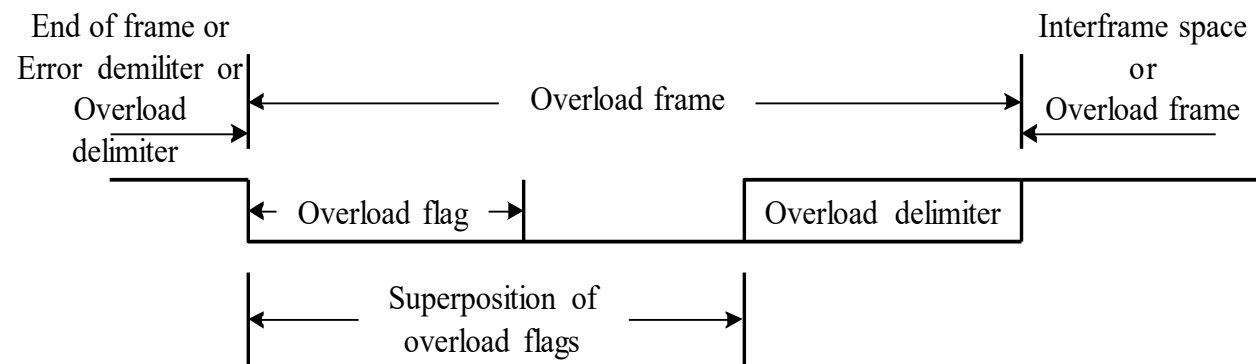 End of frame or
Error demiliter or
Overload
delimiter
Overload frame
Interframe space
or
Overload frame
Overload flag
Overload delimiter
Superposition of
overload flags